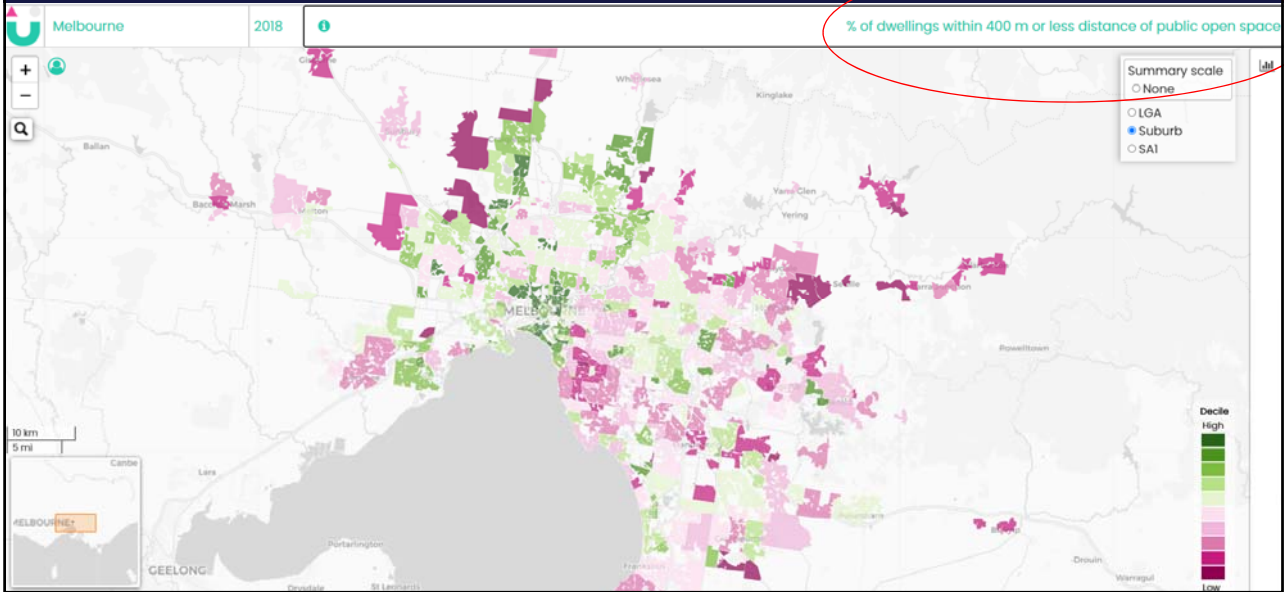 Melbourne
2018
% of dwellings within 400 m or less distance of public open space
+
−
Summary scale
None
LGA
Suburb
SA1
Whittlesea
Kinglake
Ballan
Yarra Glen
Yering
Melton
MELBOURNE
Powelltown
10 km
5 mi
Lara
MELBOURNE
Canbe
Portarlington
GEELONG
Drysdale
St Leonards
Frankston
Drouin
Warragul
Decile
High
Low